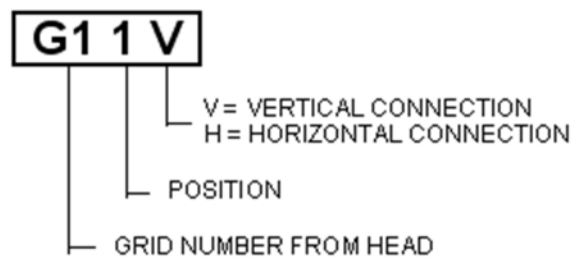 G1 1 V
V = VERTICAL CONNECTION
H = HORIZONTAL CONNECTION
POSITION
GRID NUMBER FROM HEAD